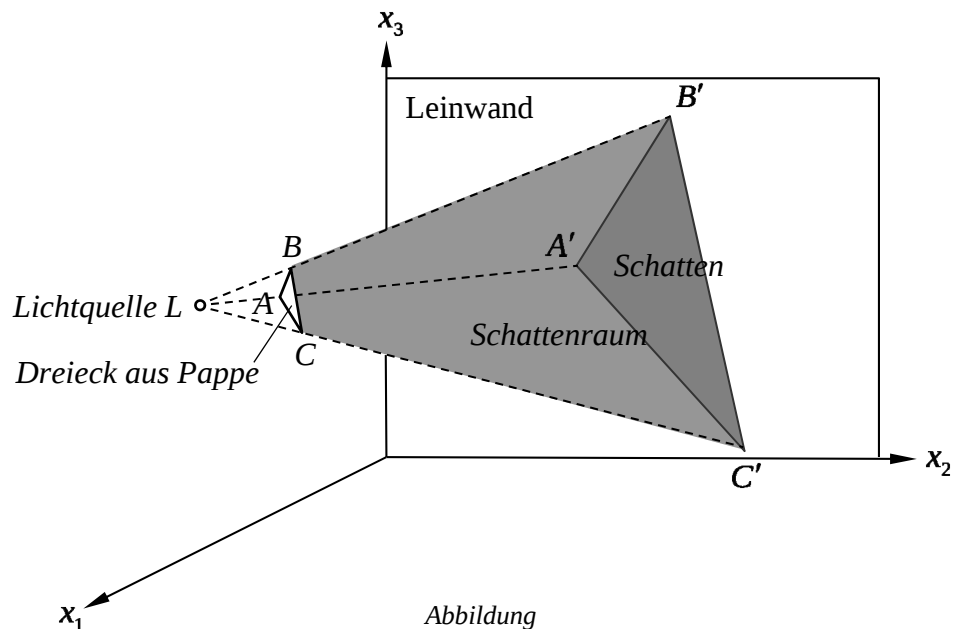 x₃
B′
Leinwand
B
A′
Schatten
Lichtquelle L
A
Schattenraum
C
Dreieck aus Pappe
x₂
C′
x₁
Abbildung